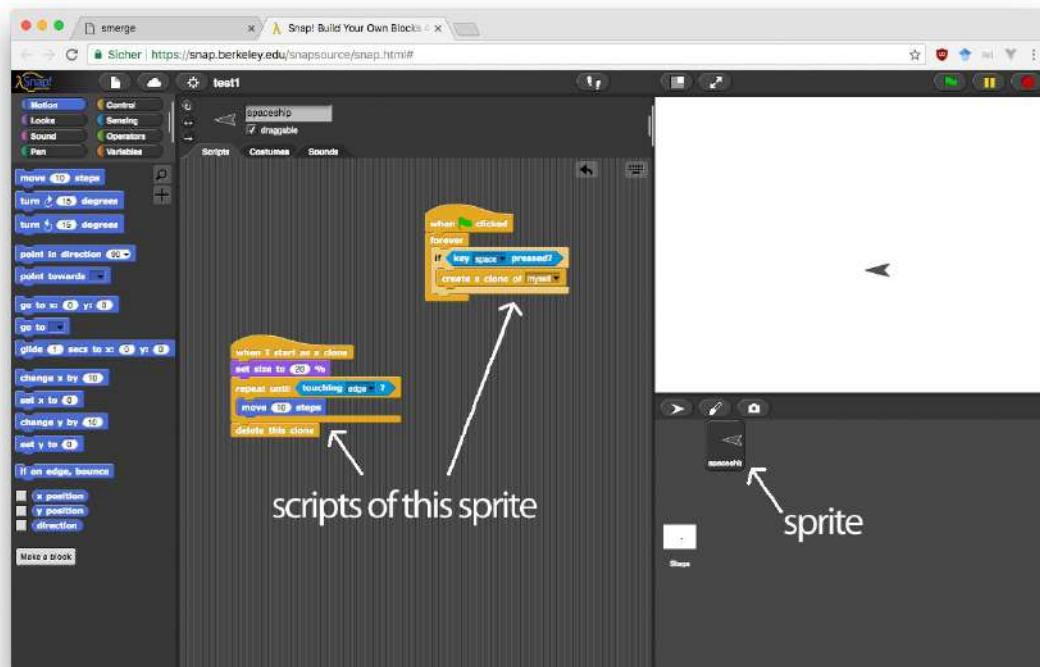 smerge
Snap! Build Your Own Blocks
Sicher | https://snap.berkeley.edu/snapsource/snap.html#
Snap!
test1
Motion
Control
Looks
Sensing
Sound
Operators
Pen
Variables
spaceship
draggable
Scripts
Costumes
Sounds
move 10 steps
turn 15 degrees
turn 15 degrees
point in direction 90
point towards
go to x: 0 y: 0
go to
glide 1 secs to x: 0 y: 0
change x by 10
set x to 0
change y by 10
set y to 0
if on edge, bounce
x position
y position
direction
Make a block
when clicked
forever
if key space pressed?
create a clone of myself
when I start as a clone
set size to 20 %
repeat until touching edge ?
move 10 steps
delete this clone
scripts of this sprite
spaceship
Stage
sprite